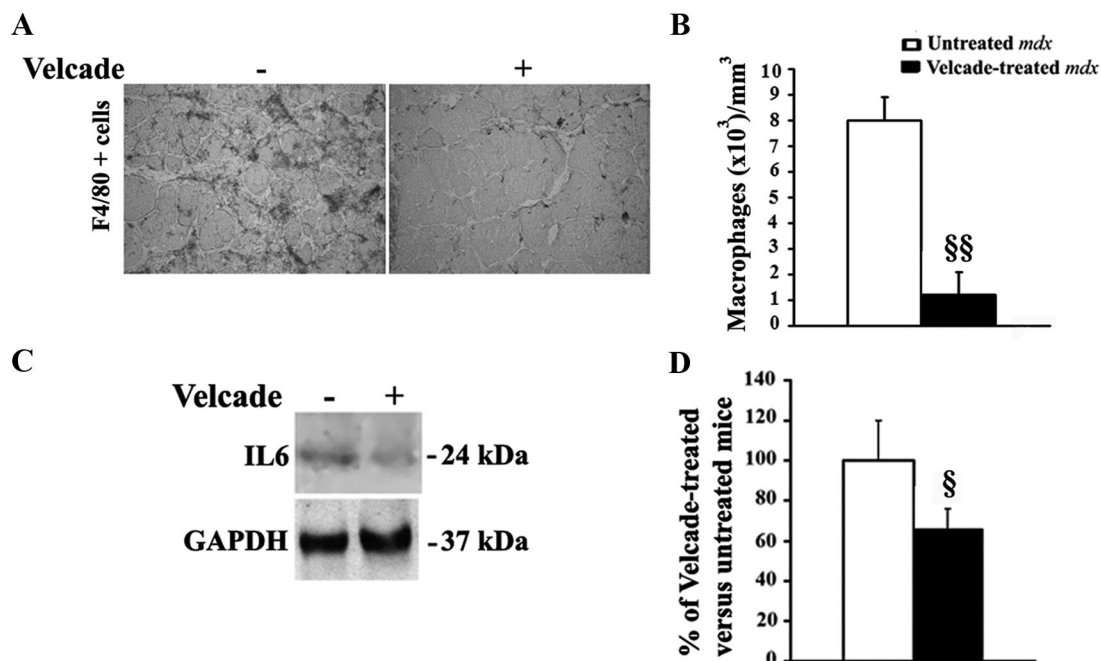 A
Velcade - +
F4/80 + cells
B
Untreated mdx
Velcade-treated mdx
Macrophages (x10³)/mm³
10
9
8
7
6
5
4
3
2
1
0
§§
C
Velcade - +
IL6 -24 kDa
GAPDH -37 kDa
D
% of Velcade-treated
versus untreated mice
140
120
100
80
60
40
20
0
§